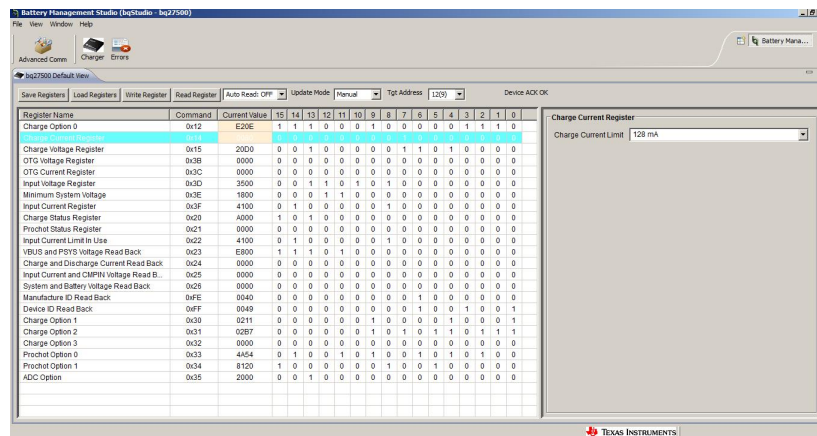 Battery Management Studio (bqStudio - bq27500)
File View Window Help
Advanced Comm Charger Errors
Battery Mana...
bq27500 Default View
Save Registers Load Registers Write Register Read Register Auto Read: OFF Update Mode Manual Tgt Address 12(9) Device ACK OK
Register Name Command Current Value 15 14 13 12 11 10 9 8 7 6 5 4 3 2 1 0
Charge Option 0 0x12 E20E 1 1 1 0 0 0 1 0 0 0 0 0 1 1 1 0
Charge Current Register 0x14
Charge Voltage Register 0x15 20D0 0 0 1 0 0 0 0 0 1 1 0 1 0 0 0 0
OTG Voltage Register 0x3B 0000 0 0 0 0 0 0 0 0 0 0 0 0 0 0 0 0
OTG Current Register 0x3C 0000 0 0 0 0 0 0 0 0 0 0 0 0 0 0 0 0
Input Voltage Register 0x3D 3500 0 0 1 1 0 1 0 1 0 0 0 0 0 0 0 0
Minimum System Voltage 0x3E 1800 0 0 0 1 1 0 0 0 0 0 0 0 0 0 0 0
Input Current Register 0x3F 4100 0 1 0 0 0 0 0 1 0 0 0 0 0 0 0 0
Charge Status Register 0x20 A000 1 0 1 0 0 0 0 0 0 0 0 0 0 0 0 0
Prochot Status Register 0x21 0000 0 0 0 0 0 0 0 0 0 0 0 0 0 0 0 0
Input Current Limit In Use 0x22 4100 0 1 0 0 0 0 0 1 0 0 0 0 0 0 0 0
VBUS and PSYS Voltage Read Back 0x23 E800 1 1 1 0 1 0 0 0 0 0 0 0 0 0 0 0
Charge and Discharge Current Read Back 0x24 0000 0 0 0 0 0 0 0 0 0 0 0 0 0 0 0 0
Input Current and CMPIN Voltage Read B... 0x25 0000 0 0 0 0 0 0 0 0 0 0 0 0 0 0 0 0
System and Battery Voltage Read Back 0x26 0000 0 0 0 0 0 0 0 0 0 0 0 0 0 0 0 0
Manufacture ID Read Back 0xFE 0040 0 0 0 0 0 0 0 0 0 1 0 0 0 0 0 0
Device ID Read Back 0xFF 0049 0 0 0 0 0 0 0 0 0 1 0 0 1 0 0 1
Charge Option 1 0x30 0211 0 0 0 0 0 0 1 0 0 0 0 1 0 0 0 1
Charge Option 2 0x31 02B7 0 0 0 0 0 0 1 0 1 0 1 1 0 1 1 1
Charge Option 3 0x32 0000 0 0 0 0 0 0 0 0 0 0 0 0 0 0 0 0
Prochot Option 0 0x33 4A54 0 1 0 0 1 0 1 0 0 1 0 1 0 1 0 0
Prochot Option 1 0x34 8120 1 0 0 0 0 0 0 1 0 0 1 0 0 0 0 0
ADC Option 0x35 2000 0 0 1 0 0 0 0 0 0 0 0 0 0 0 0 0
Charge Current Register
Charge Current Limit 128 mA
TEXAS INSTRUMENTS